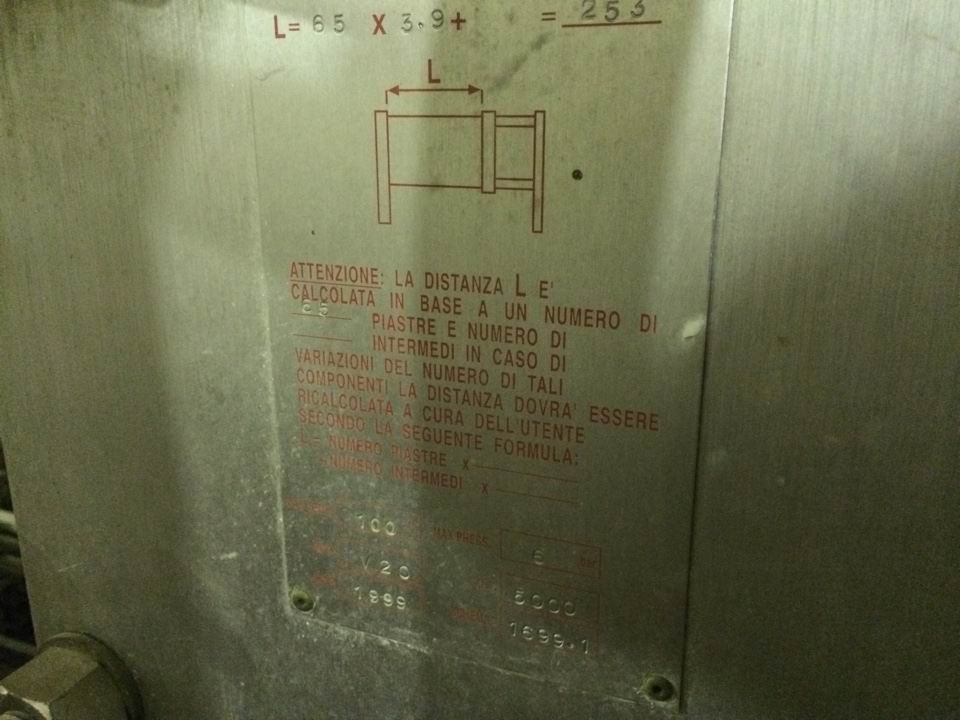 L= 65 X 3.9+ = 253
L
ATTENZIONE: LA DISTANZA L E'
CALCOLATA IN BASE A UN NUMERO DI
65 PIASTRE E NUMERO DI
INTERMEDI IN CASO DI
VARIAZIONI DEL NUMERO DI TALI
COMPONENTI LA DISTANZA DOVRA' ESSERE
RICALCOLATA A CURA DELL'UTENTE
SECONDO LA SEGUENTE FORMULA:
L= NUMERO PIASTRE x
+NUMERO INTERMEDI x
100 MAX PRESS. 6 bar
V20 5000
1999 1699.1